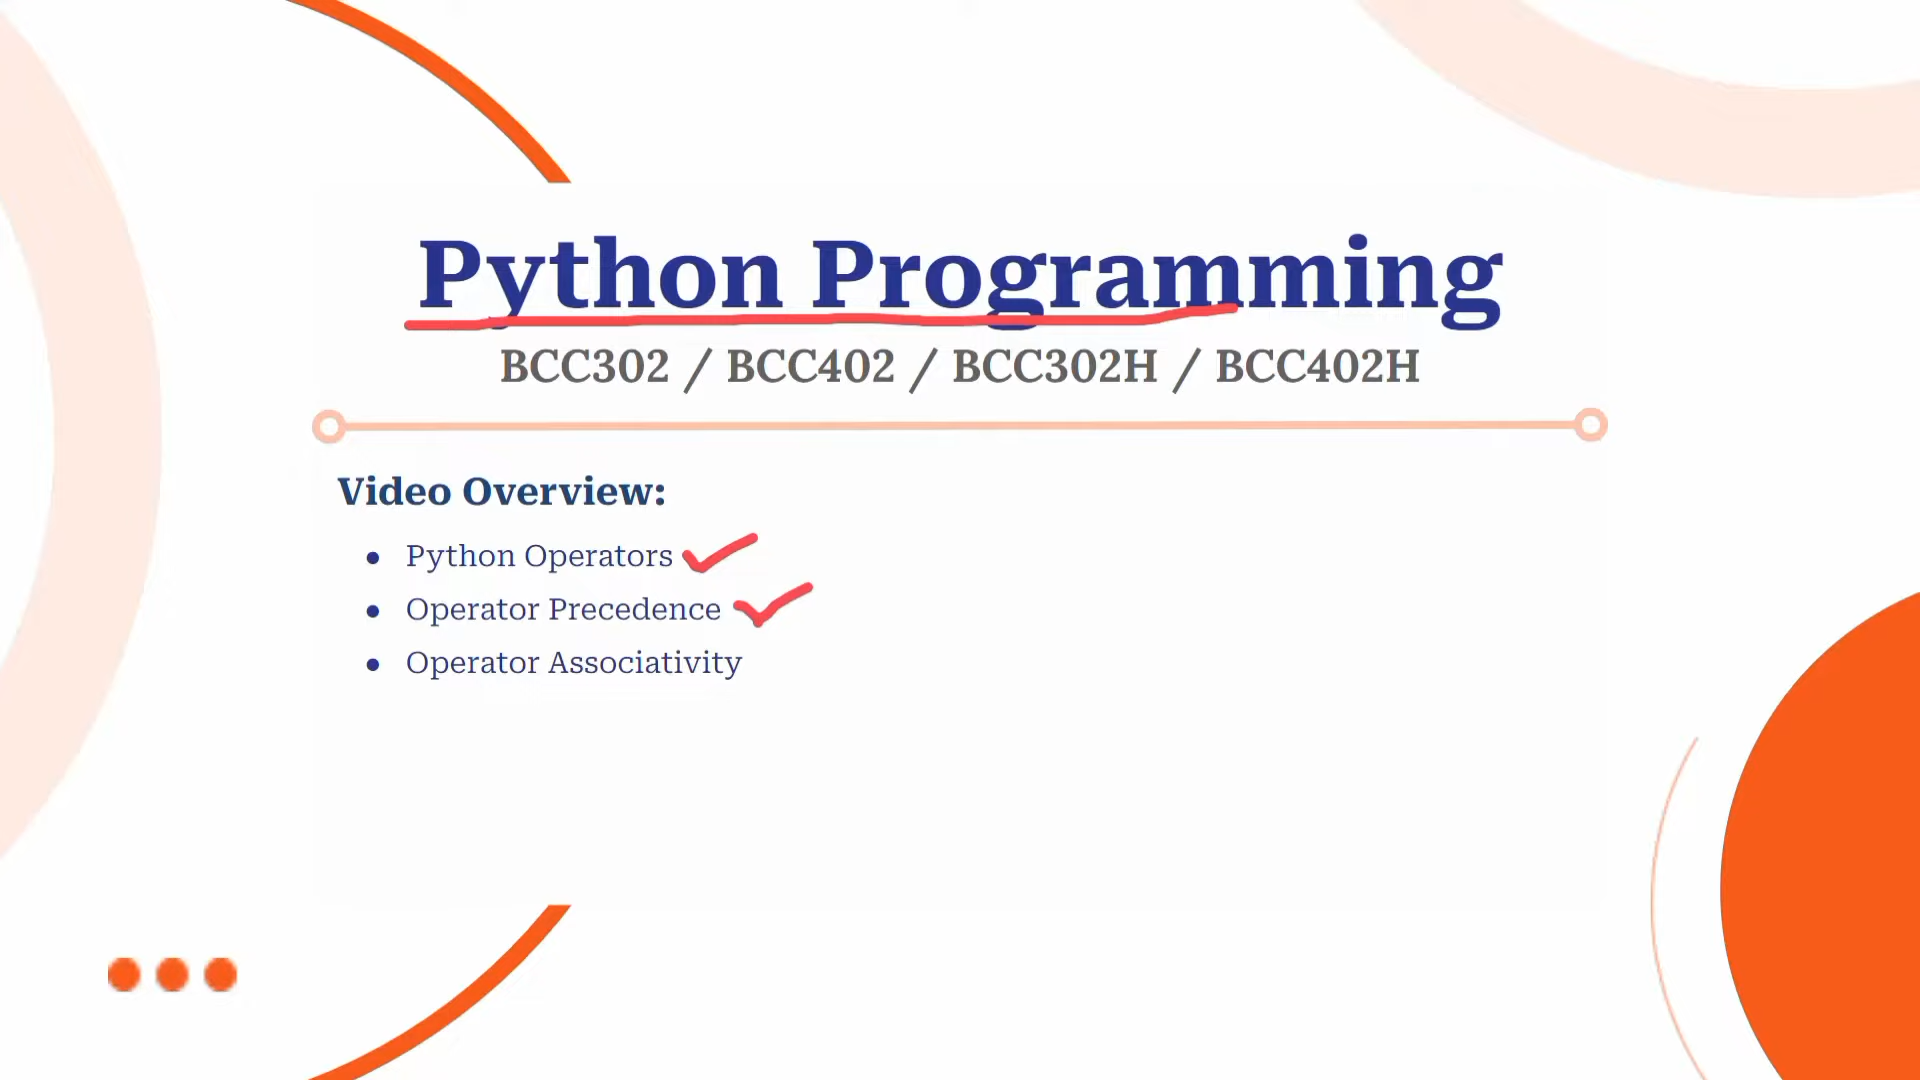 Python Programming
BCC302 / BCC402 / BCC302H / BCC402H
Video Overview:
• Python Operators
• Operator Precedence
• Operator Associativity